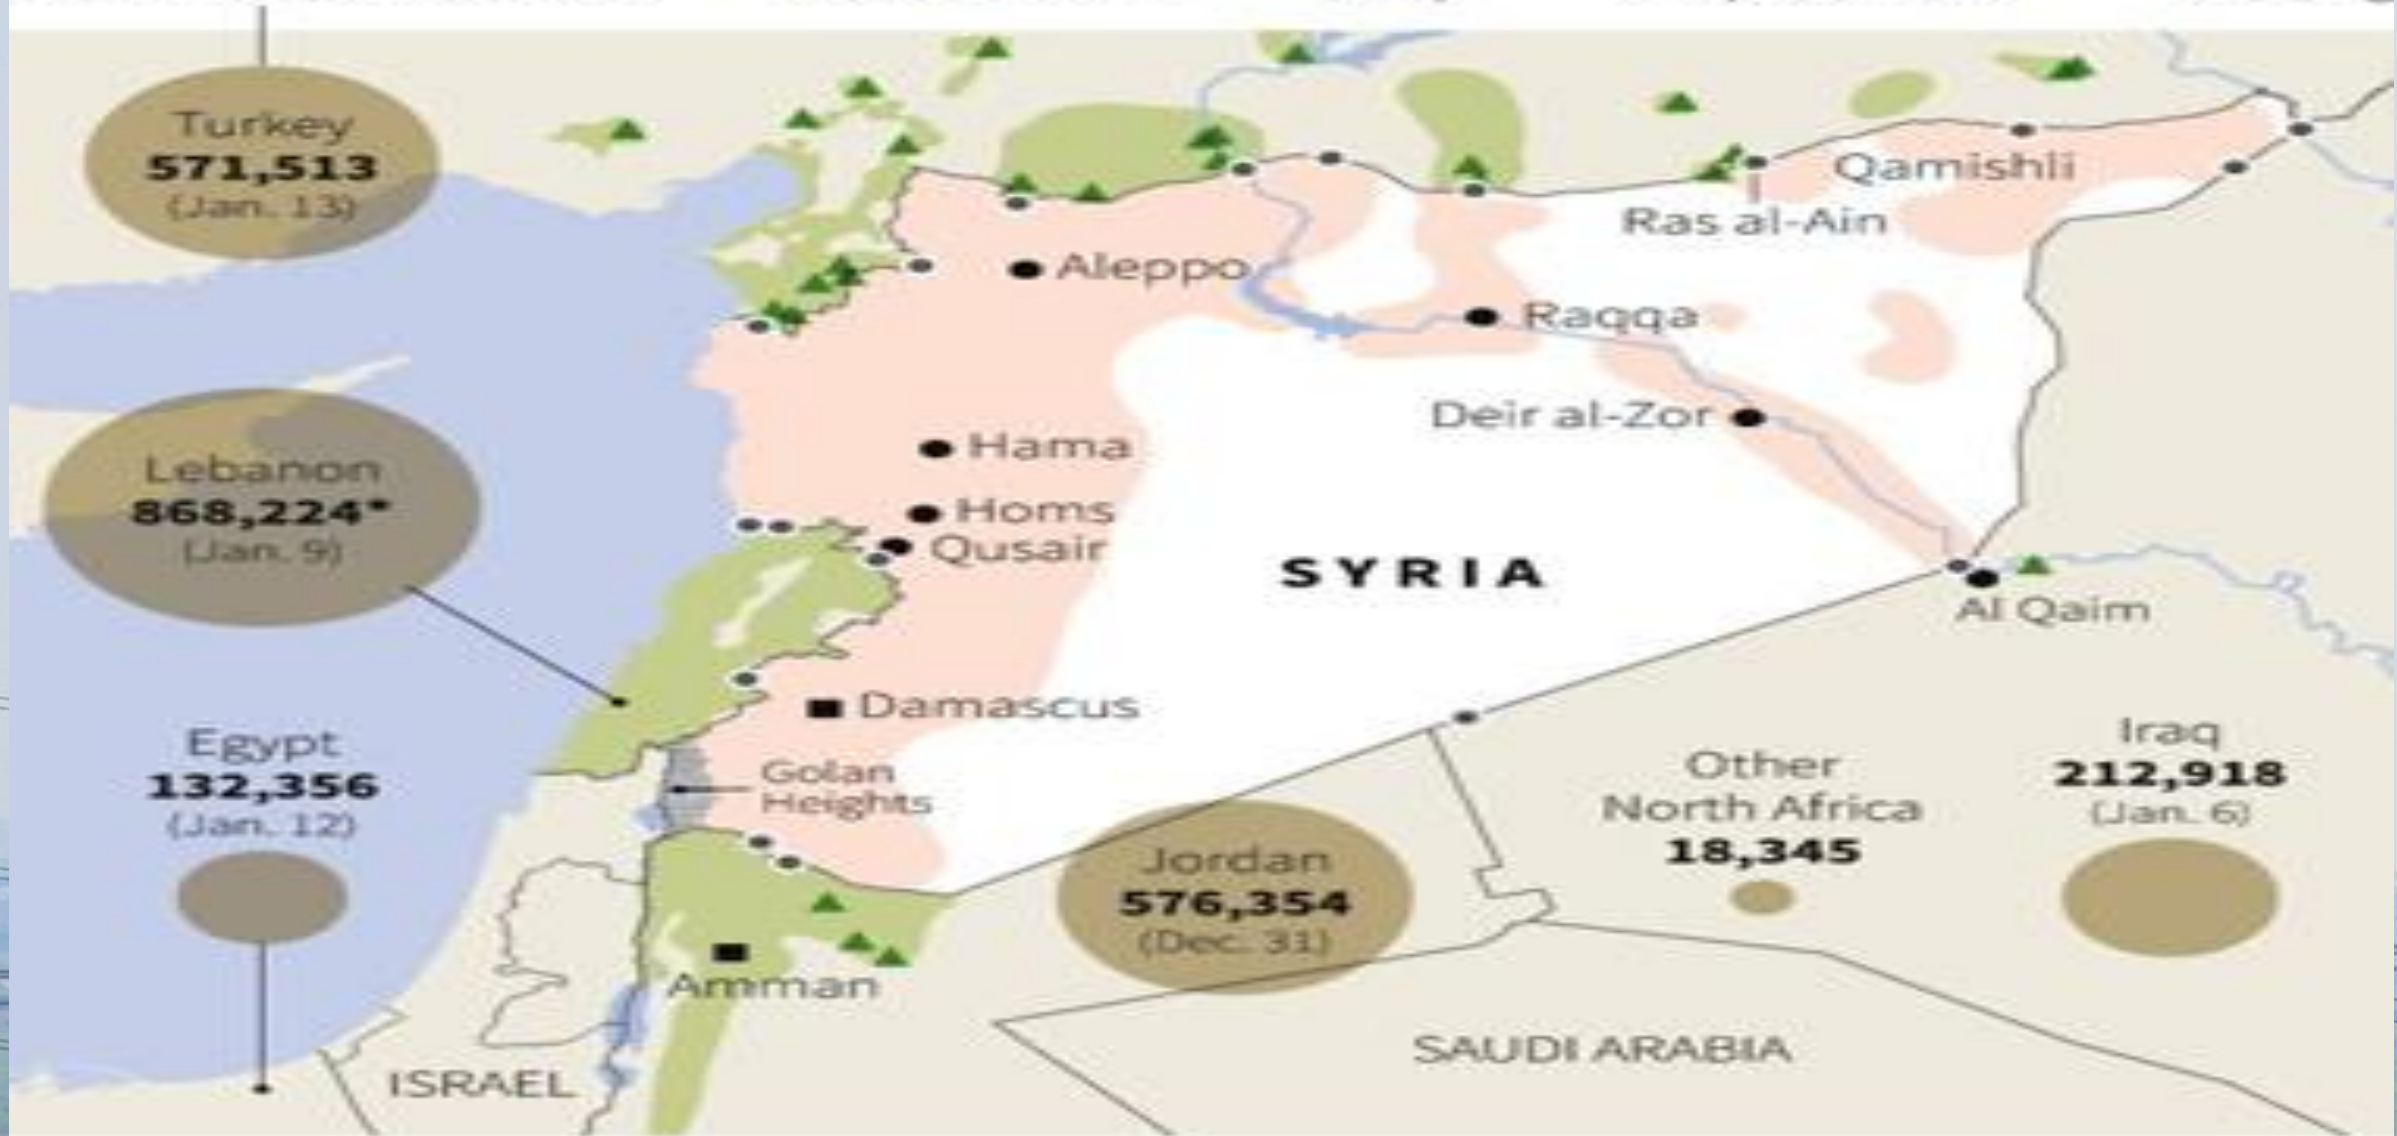 Turkey
571,513
(Jan. 13)
Qamishli
Ras al-Ain
Aleppo
Raqqa
Deir al-Zor
Hama
Lebanon
868,224*
(Jan. 9)
Homs
Qusair
SYRIA
Al Qaim
Damascus
Egypt
132,356
(Jan. 12)
Golan
Heights
Other
North Africa
18,345
Iraq
212,918
(Jan. 6)
Jordan
576,354
(Dec. 31)
Amman
SAUDI ARABIA
ISRAEL